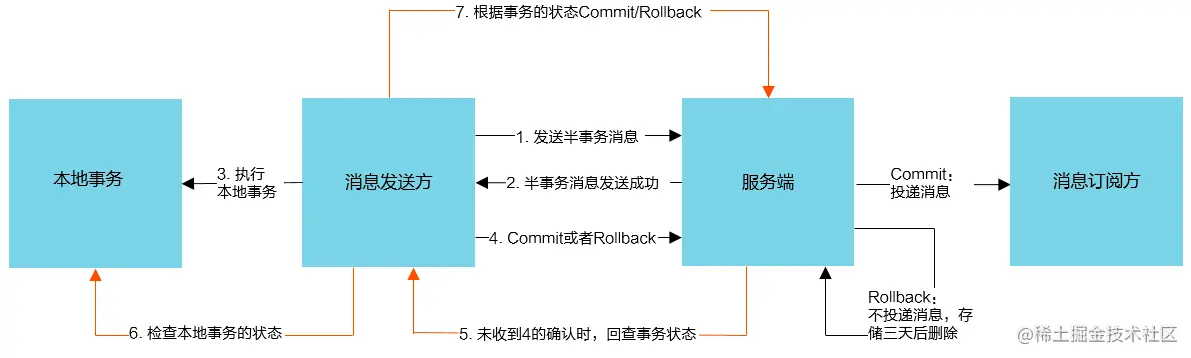 7. 根据事务的状态Commit/Rollback
1. 发送半事务消息
本地事务
3. 执行
本地事务
消息发送方
2. 半事务消息发送成功
服务端
Commit：
投递消息
消息订阅方
4. Commit或者Rollback
Rollback：
不投递消息，存
储三天后删除
6. 检查本地事务的状态
5. 未收到4的确认时，回查事务状态
@稀土掘金技术社区